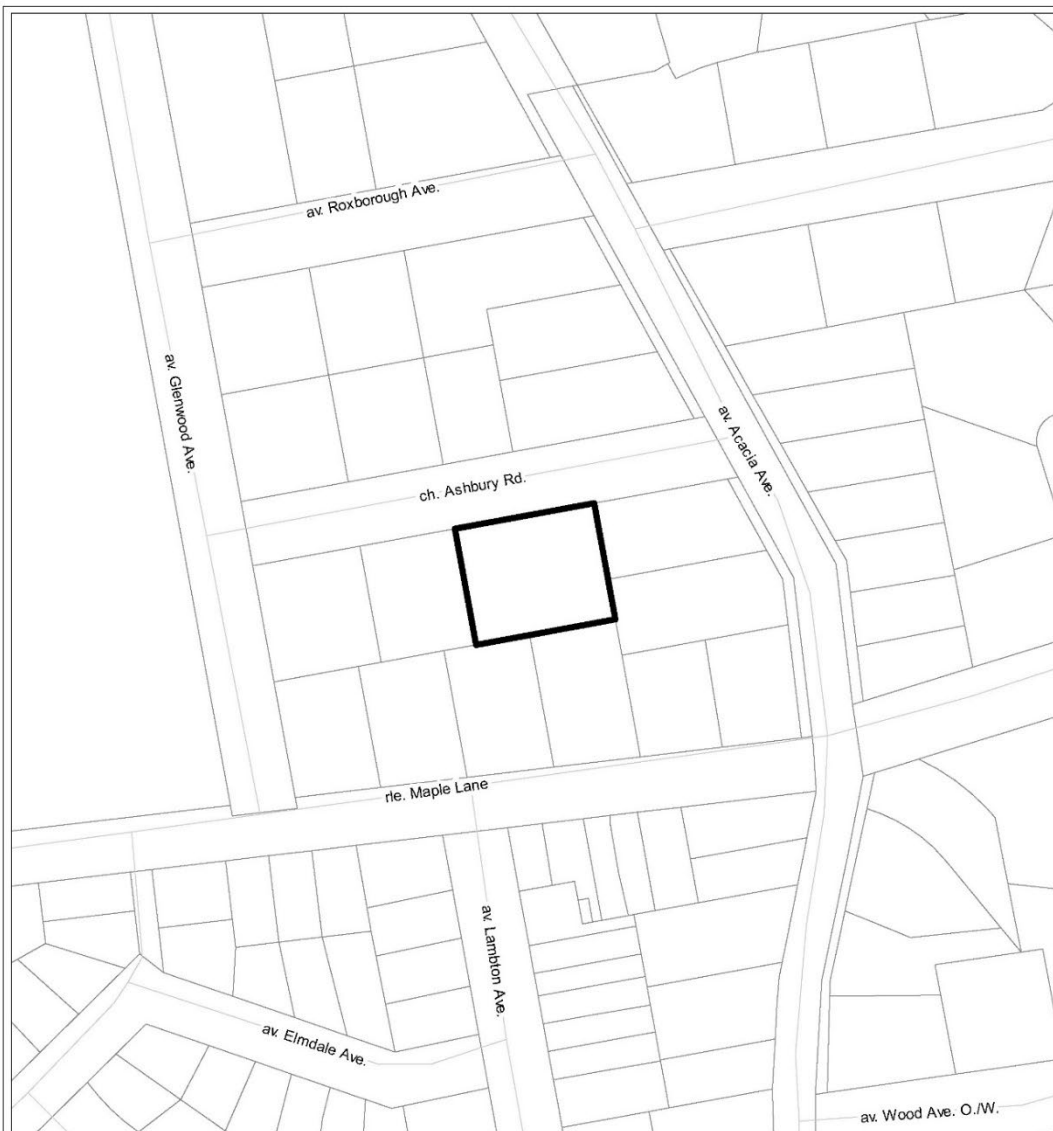 av. Roxborough Ave.
av. Glenwood Ave.
av. Acacia Ave.
ch. Ashbury Rd.
rle. Maple Lane
av. Lambton Ave.
av. Elmdale Ave.
av. Wood Ave. O./W.